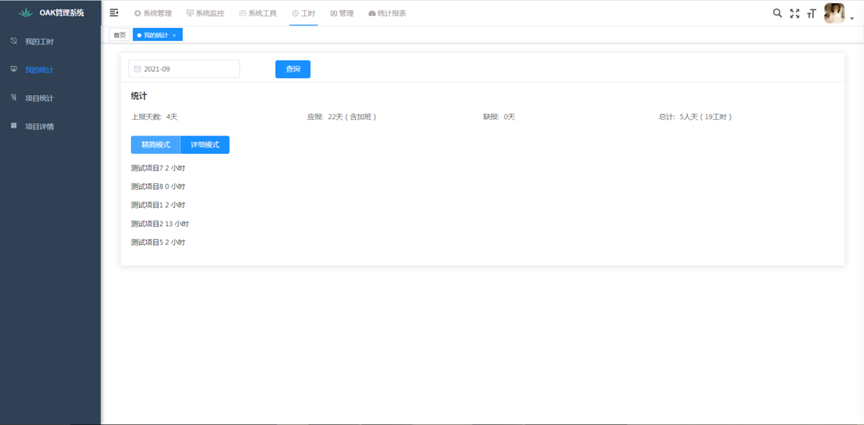 OAK管理系统
系统管理 系统监控 系统工具 工时 管理 统计报表
首页 我的统计 ×
我的工时
我的统计
项目统计
项目详情
2021-09 查询
统计
上报天数: 4天 应报: 22天（含加班） 缺报: 0天 总计: 5人天（19工时）
精简模式 详细模式
测试项目7 2 小时
测试项目8 0 小时
测试项目1 2 小时
测试项目2 13 小时
测试项目5 2 小时